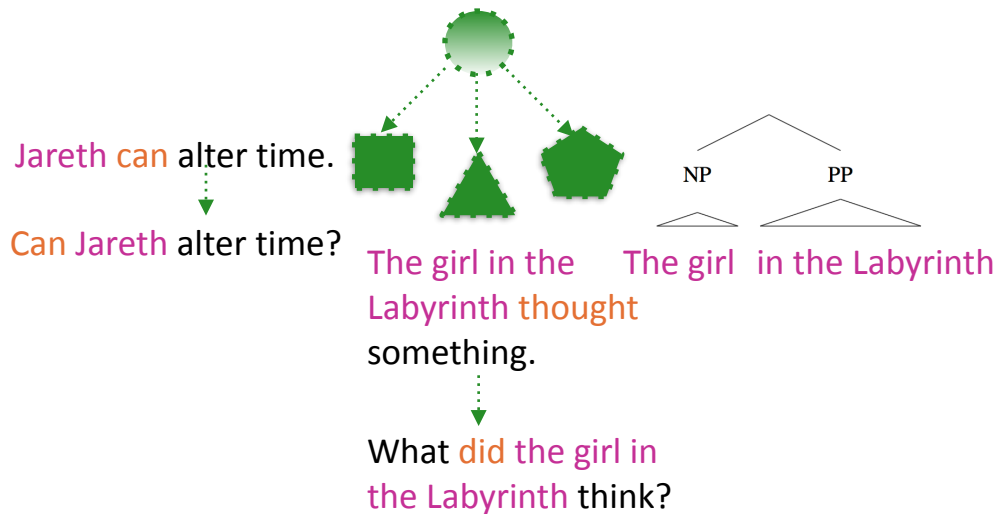 Jareth can alter time.
Can Jareth alter time?
The girl in the
Labyrinth thought
something.
What did the girl in
the Labyrinth think?
NP PP
The girl in the Labyrinth